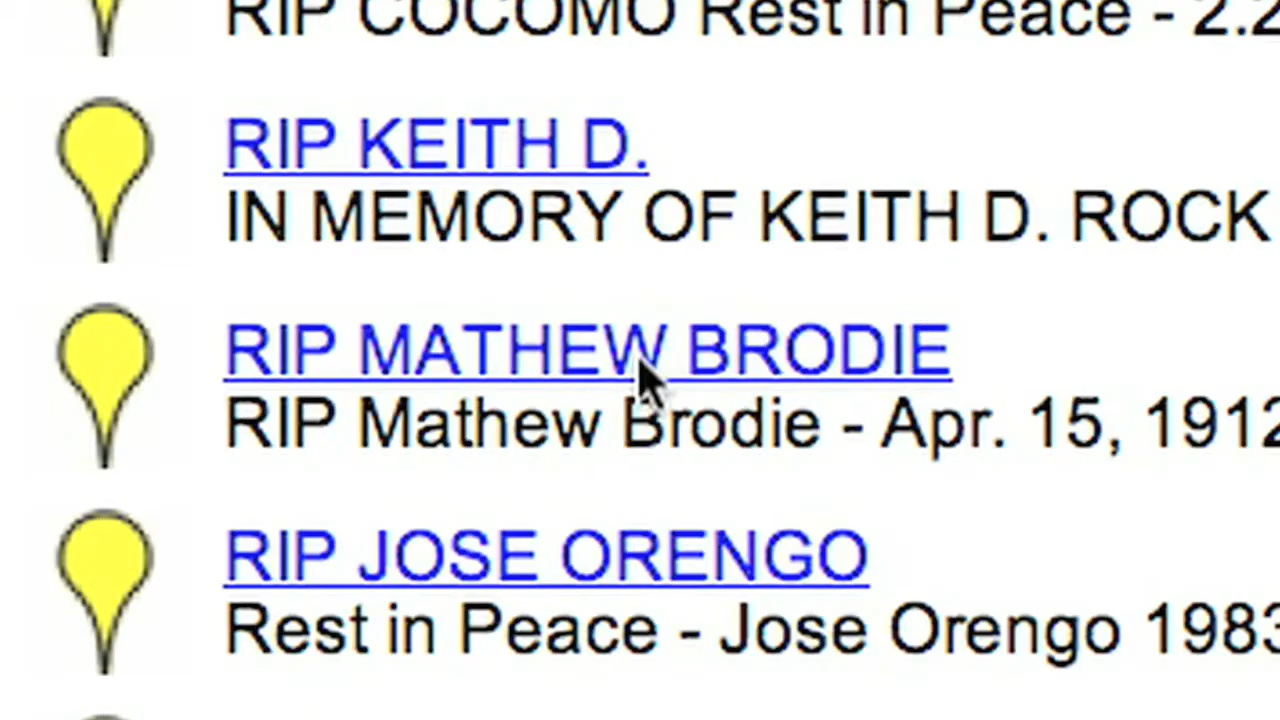 RIP COCOMO Rest in Peace - 2.2
RIP KEITH D.
IN MEMORY OF KEITH D. ROCK
RIP MATHEW BRODIE
RIP Mathew Brodie - Apr. 15, 1912
RIP JOSE ORENGO
Rest in Peace - Jose Orengo 1983